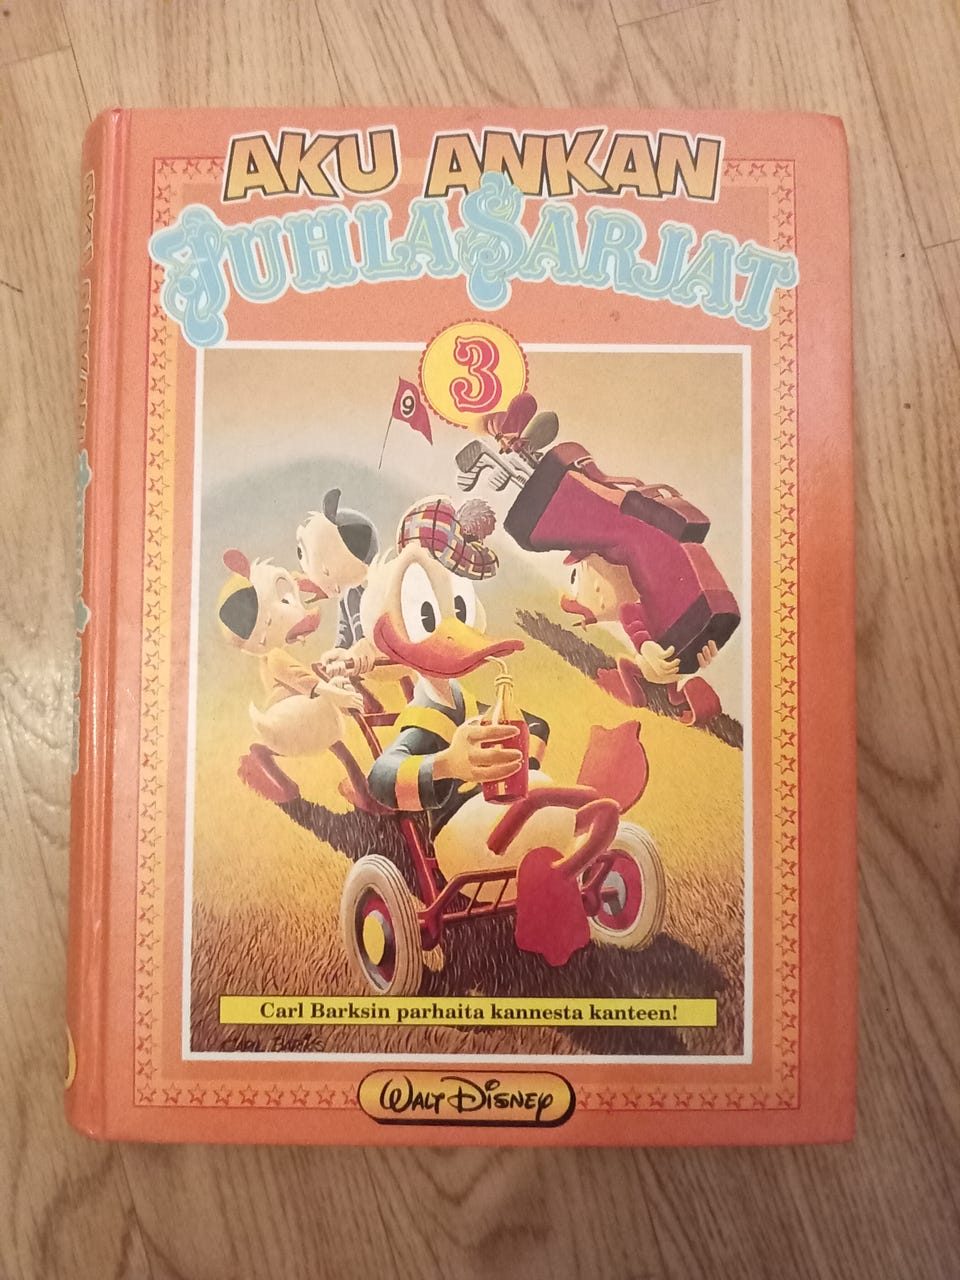 AKU ANKAN
JUHLASARJAT
3
9
Carl Barksin parhaita kannesta kanteen!
CARL BARKS
WALT DISNEY